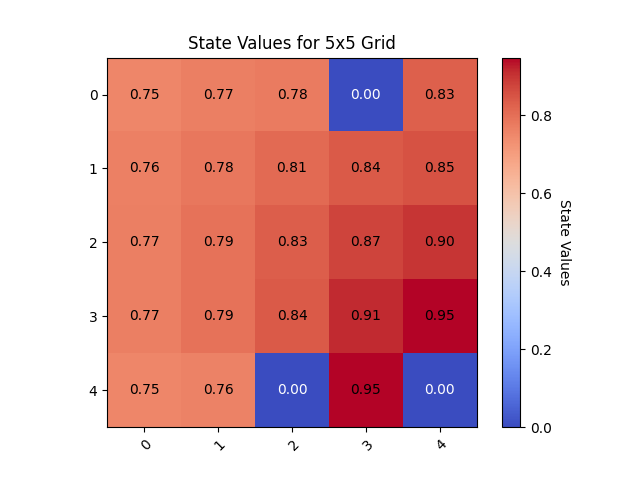 State Values for 5x5 Grid
0 0.75 0.77 0.78 0.00 0.83
1 0.76 0.78 0.81 0.84 0.85
2 0.77 0.79 0.83 0.87 0.90
3 0.77 0.79 0.84 0.91 0.95
4 0.75 0.76 0.00 0.95 0.00
0 1 2 3 4
0.8
0.6
0.4
0.2
0.0
State Values